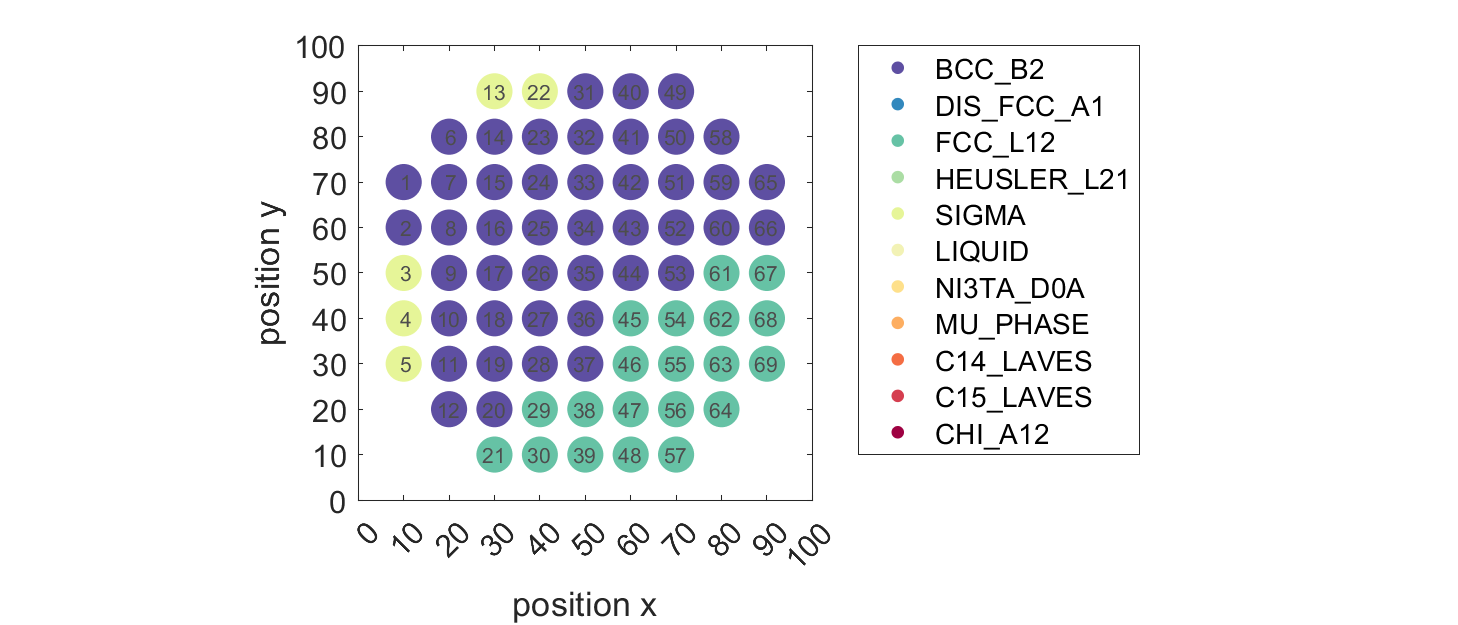 100
90
80
70
60
50
40
30
20
10
0
13 22 31 40 49
6 14 23 32 41 50 58
1 7 15 24 33 42 51 59 65
2 8 16 25 34 43 52 60 66
3 9 17 26 35 44 53 61 67
4 10 18 27 36 45 54 62 68
5 11 19 28 37 46 55 63 69
12 20 29 38 47 56 64
21 30 39 48 57
0 10 20 30 40 50 60 70 80 90 100
position x
position y
BCC_B2
DIS_FCC_A1
FCC_L12
HEUSLER_L21
SIGMA
LIQUID
NI3TA_D0A
MU_PHASE
C14_LAVES
C15_LAVES
CHI_A12